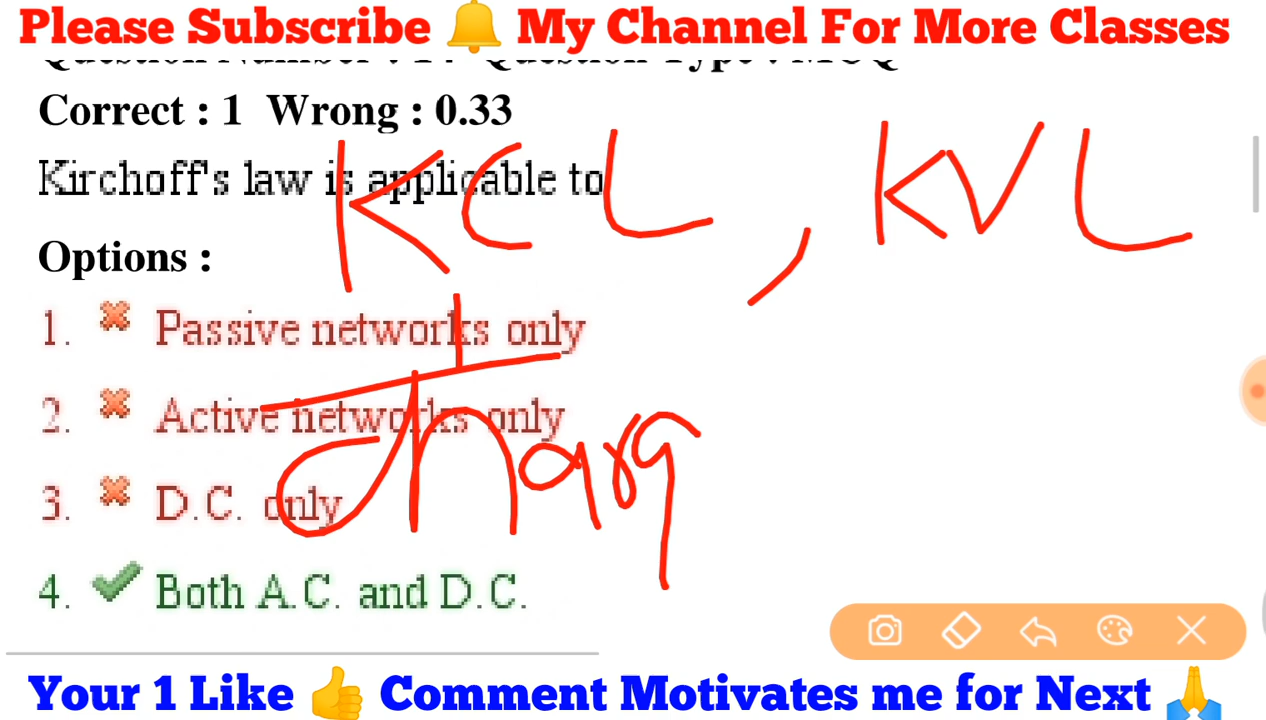 Please Subscribe 🔔 My Channel For More Classes
Correct : 1 Wrong : 0.33
Kirchoff's law is applicable to
KCL, KVL
Options :
1. Passive networks only
2. Active networks only
3. D.C. only
charg
4. Both A.C. and D.C.
Your 1 Like 👍 Comment Motivates me for Next 🙏